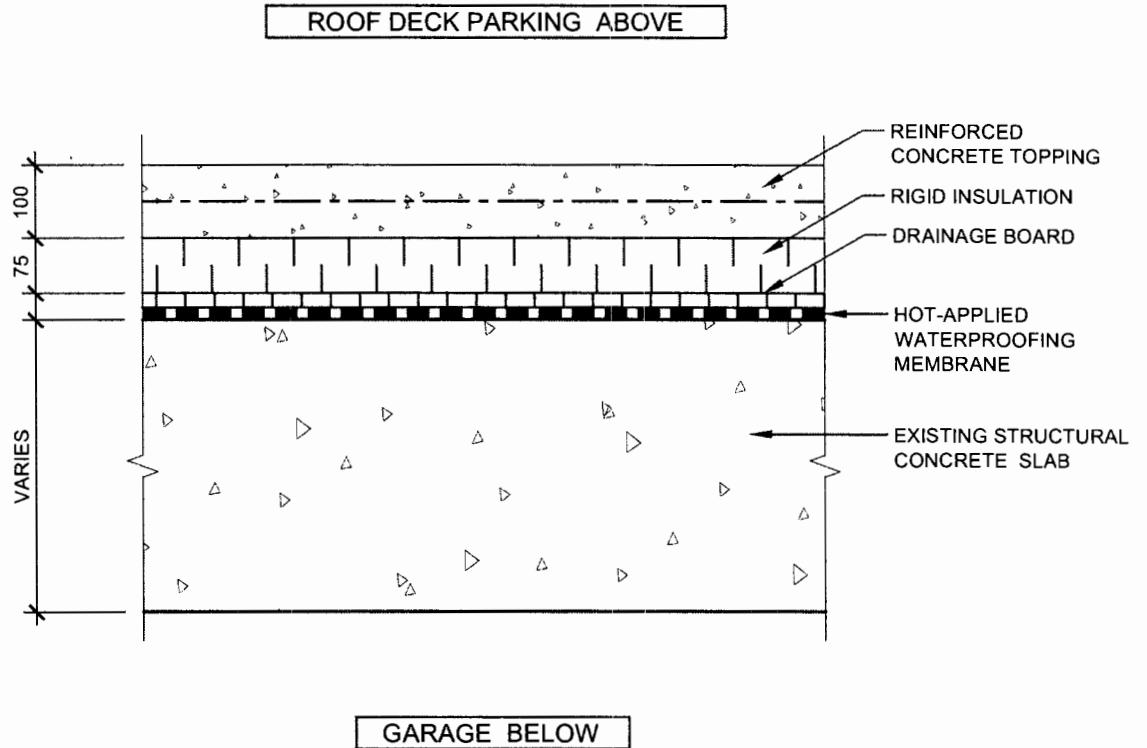 ROOF DECK PARKING ABOVE
REINFORCED
CONCRETE TOPPING
100
RIGID INSULATION
DRAINAGE BOARD
75
HOT-APPLIED
WATERPROOFING
MEMBRANE
EXISTING STRUCTURAL
CONCRETE SLAB
VARIES
GARAGE BELOW